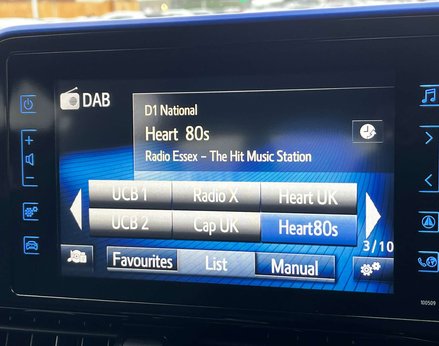 DAB
D1 National
Heart 80s
Radio Essex – The Hit Music Station
UCB 1 Radio X Heart UK
UCB 2 Cap UK Heart80s
3/10
Favourites List Manual
100509